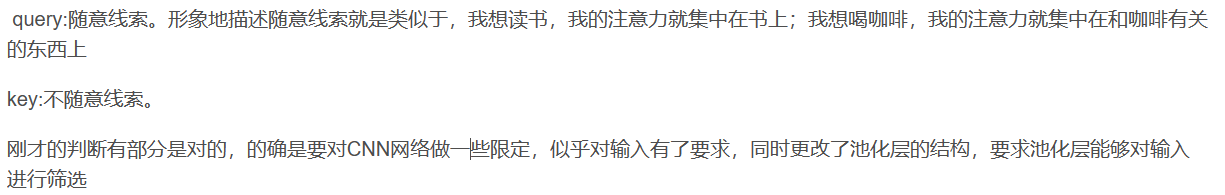 query:随意线索。形象地描述随意线索就是类似于，我想读书，我的注意力就集中在书上；我想喝咖啡，我的注意力就集中在和咖啡有关
的东西上
key:不随意线索。
刚才的判断有部分是对的，的确是要对CNN网络做一些限定，似乎对输入有了要求，同时更改了池化层的结构，要求池化层能够对输入
进行筛选